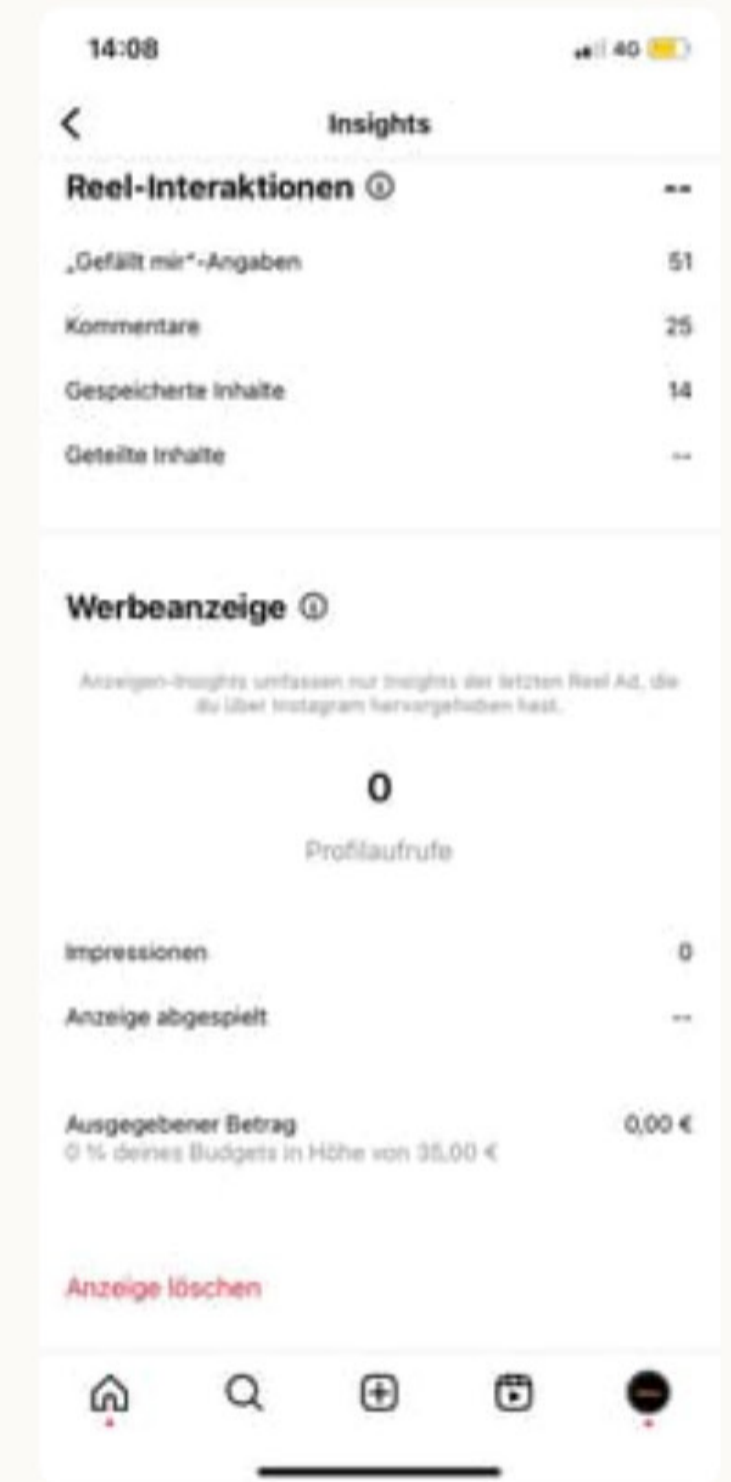 14:08
4G
Insights
Reel-Interaktionen --
„Gefällt mir“-Angaben 51
Kommentare 25
Gespeicherte Inhalte 14
Geteilte Inhalte --
Werbeanzeige
Anzeigen-Insights umfassen nur Insights der letzten Reel Ad, die
du über Instagram hervorgehoben hast.
0
Profilaufrufe
Impressionen 0
Anzeige abgespielt --
Ausgegebener Betrag 0,00 €
0 % deines Budgets in Höhe von 35,00 €
Anzeige löschen